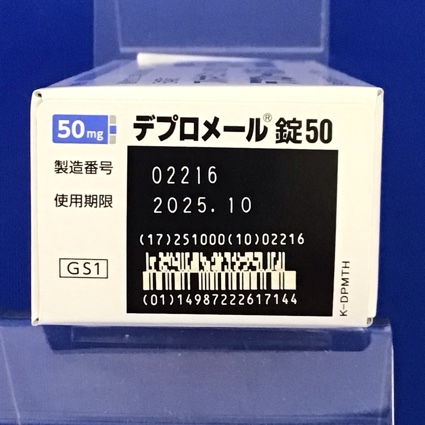 50mg デプロメール®錠50
製造番号 02216
使用期限 2025.10
(17)251000(10)02216
GS1
(01)14987222617144
K-DPMTH